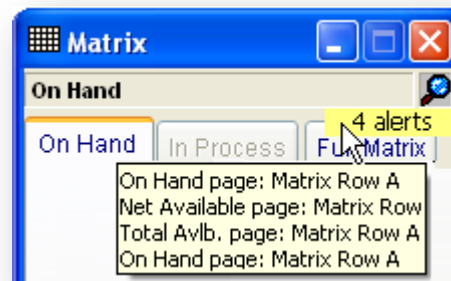 Matrix
On Hand
4 alerts
On Hand
In Process
Full Matrix
On Hand page: Matrix Row A
Net Available page: Matrix Row
Total Avlb. page: Matrix Row A
On Hand page: Matrix Row A